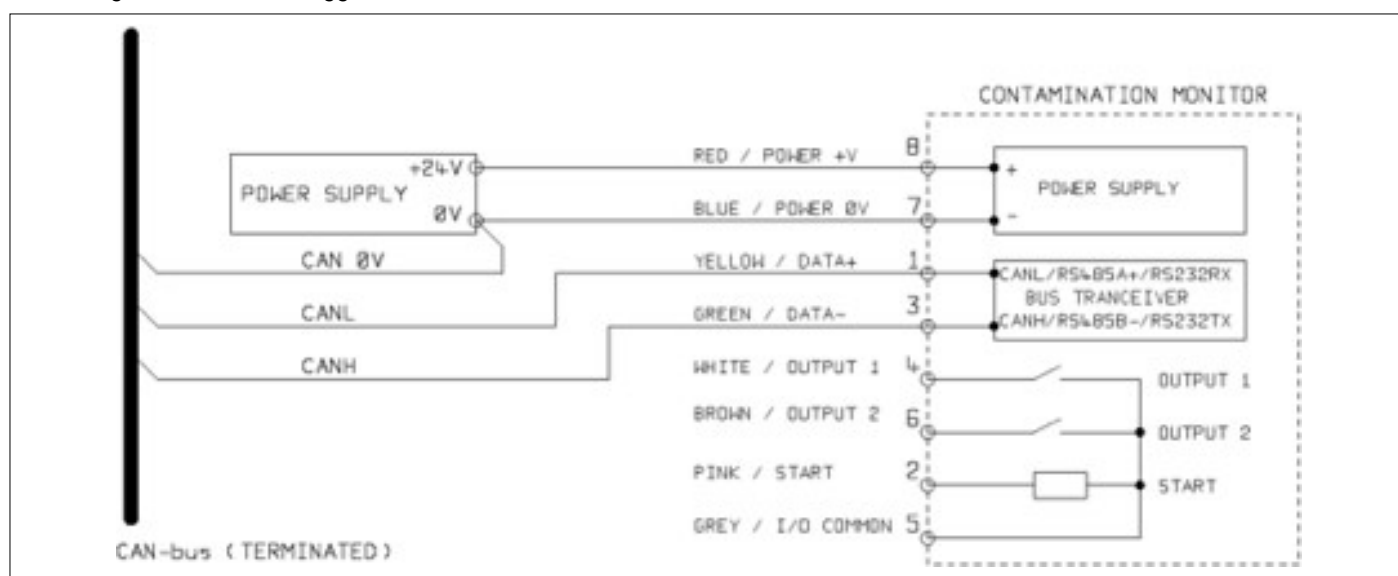 CONTAMINATION MONITOR
RED / POWER +V 8
+24V
+
POWER SUPPLY
POWER SUPPLY
0V
BLUE / POWER 0V 7
-
CAN 0V
YELLOW / DATA+ 1
CANL/RS485A+/RS232RX
BUS TRANCEIVER
CANL
GREEN / DATA- 3
CANH/RS485B-/RS232TX
CANH
WHITE / OUTPUT 1 4
OUTPUT 1
BROWN / OUTPUT 2 6
OUTPUT 2
PINK / START 2
START
GREY / I/O COMMON 5
CAN-bus (TERMINATED)